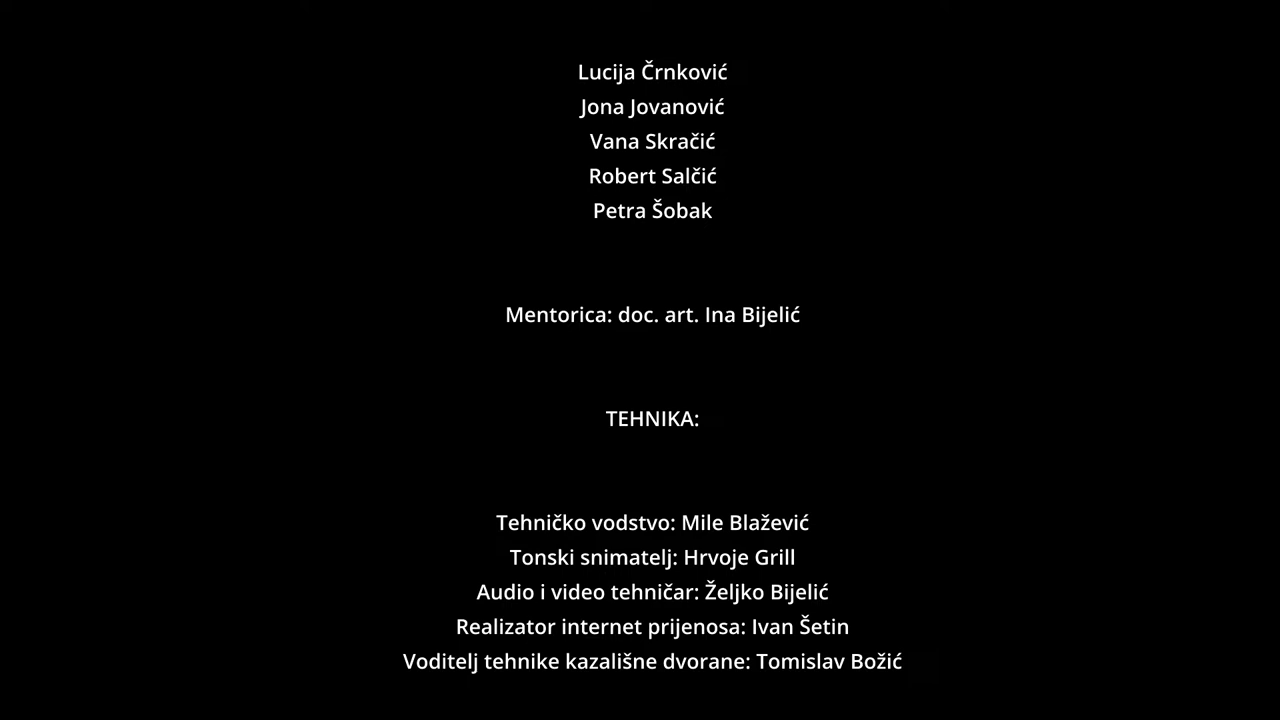 Lucija Črnković
Jona Jovanović
Vana Skračić
Robert Salčić
Petra Šobak
Mentorica: doc. art. Ina Bijelić
TEHNIKA:
Tehničko vodstvo: Mile Blažević
Tonski snimatelj: Hrvoje Grill
Audio i video tehničar: Željko Bijelić
Realizator internet prijenosa: Ivan Šetin
Voditelj tehnike kazališne dvorane: Tomislav Božić